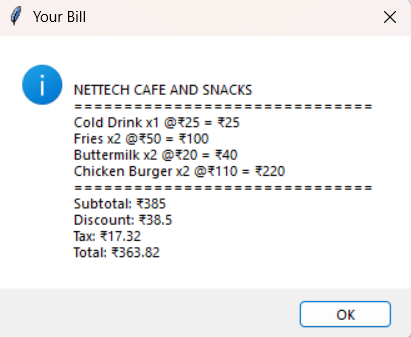 Your Bill
NETTECH CAFE AND SNACKS
==============================
Cold Drink x1 @₹25 = ₹25
Fries x2 @₹50 = ₹100
Buttermilk x2 @₹20 = ₹40
Chicken Burger x2 @₹110 = ₹220
==============================
Subtotal: ₹385
Discount: ₹38.5
Tax: ₹17.32
Total: ₹363.82
OK